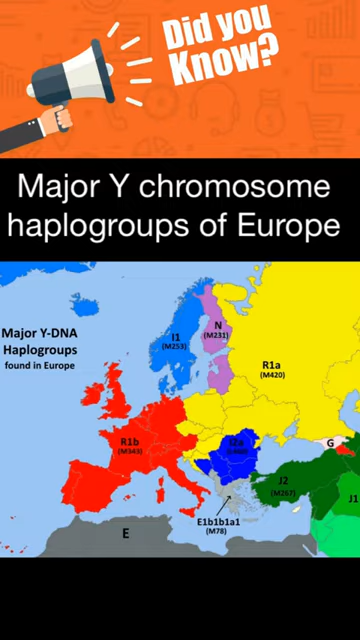 Did you
Know?
Major Y chromosome
haplogroups of Europe
Major Y-DNA
Haplogroups
found in Europe
I1
(M253)
N
(M231)
R1a
(M420)
R1b
(M343)
I2a
G
J2
(M267)
J1
E1b1b1a1
(M78)
E